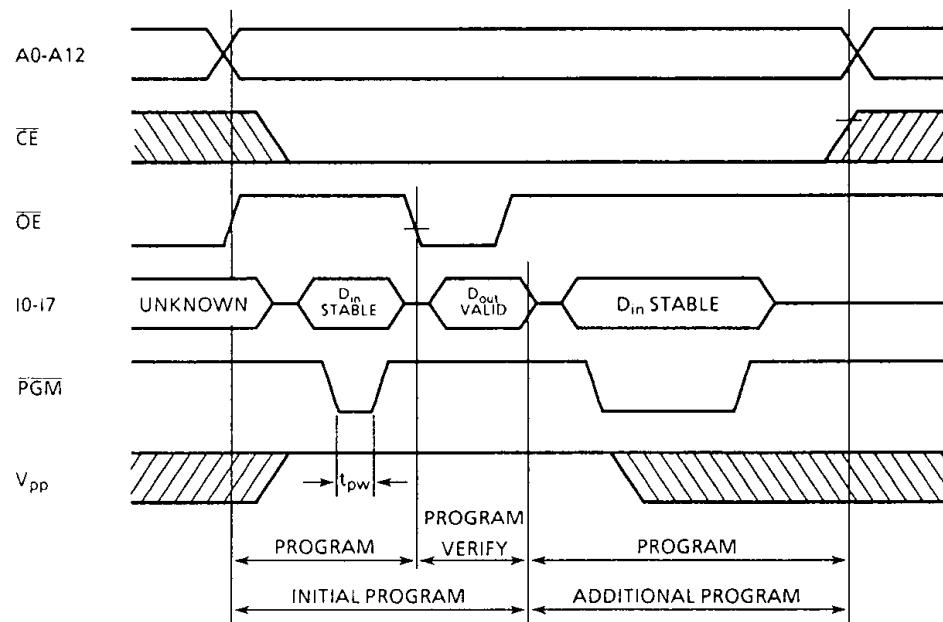 A0-A12
CE
OE
I0-I7
UNKNOWN
Din
STABLE
Dout
VALID
Din STABLE
PGM
Vpp
tpw
PROGRAM
PROGRAM
VERIFY
PROGRAM
INITIAL PROGRAM
ADDITIONAL PROGRAM